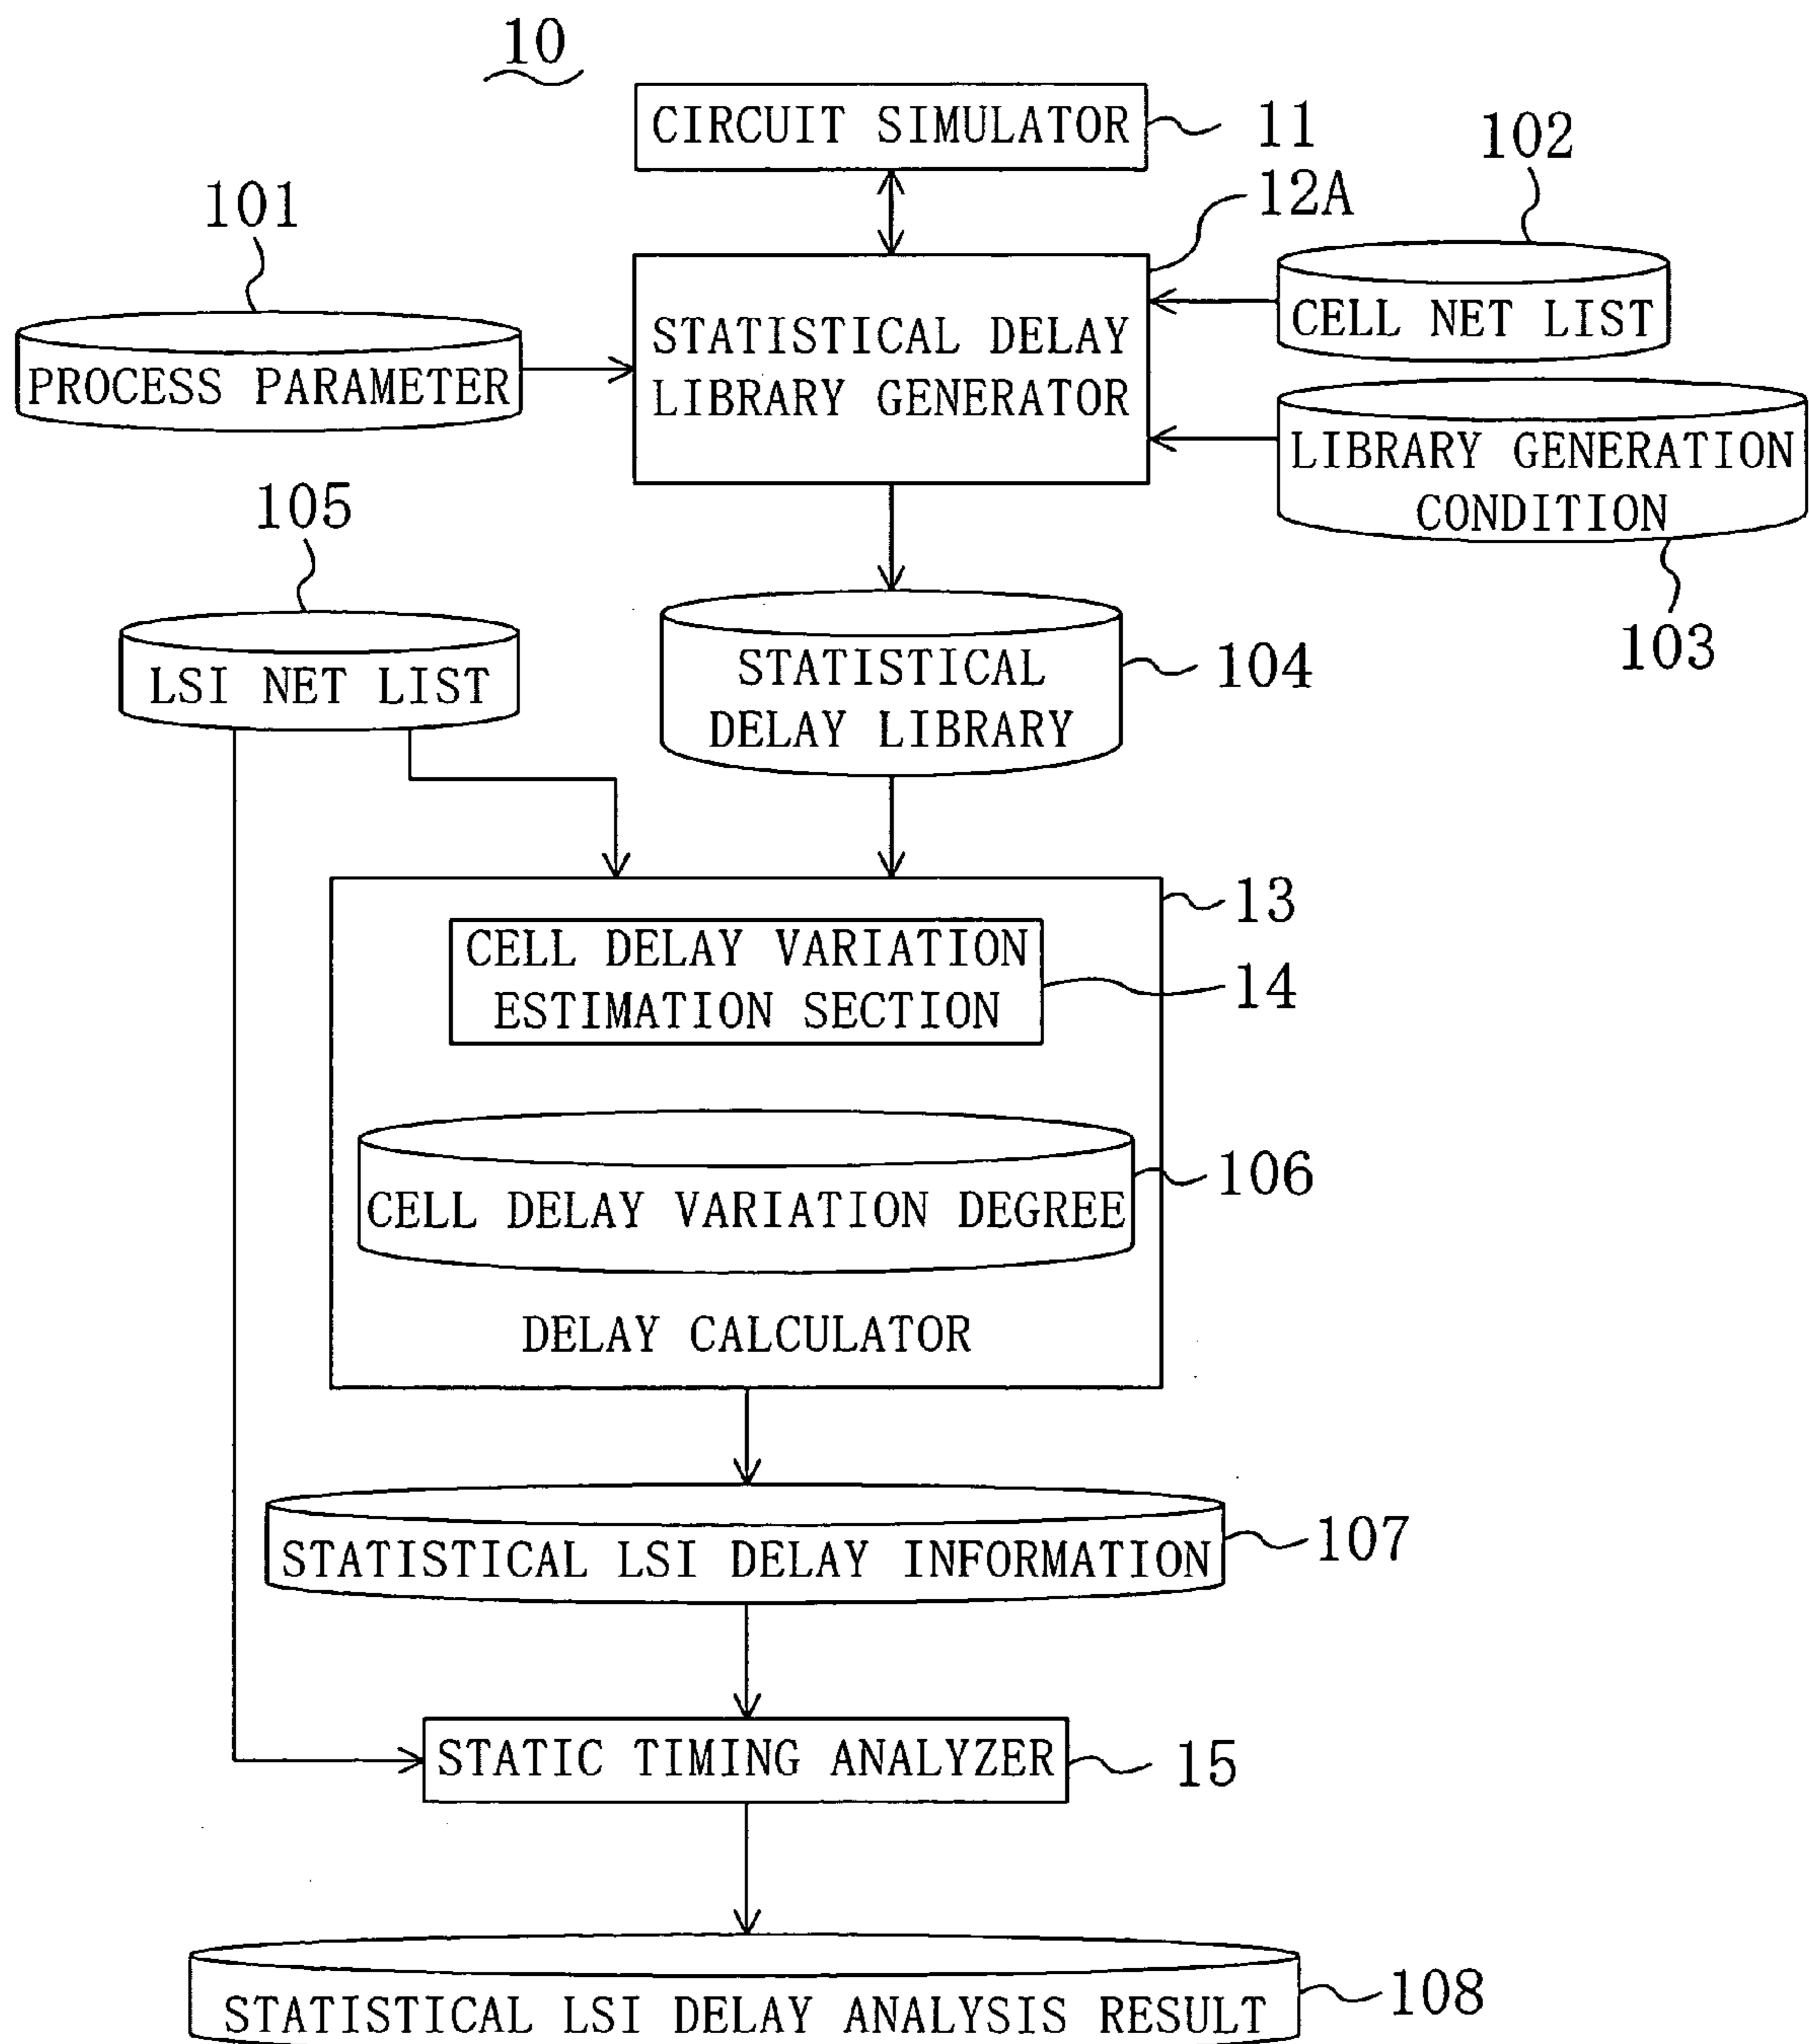 10
CIRCUIT SIMULATOR
11
102
12A
101
CELL NET LIST
STATISTICAL DELAY
LIBRARY GENERATOR
PROCESS PARAMETER
LIBRARY GENERATION
CONDITION
103
105
LSI NET LIST
STATISTICAL
DELAY LIBRARY
104
13
CELL DELAY VARIATION
ESTIMATION SECTION
14
106
CELL DELAY VARIATION DEGREE
DELAY CALCULATOR
STATISTICAL LSI DELAY INFORMATION
107
STATIC TIMING ANALYZER
15
STATISTICAL LSI DELAY ANALYSIS RESULT
108